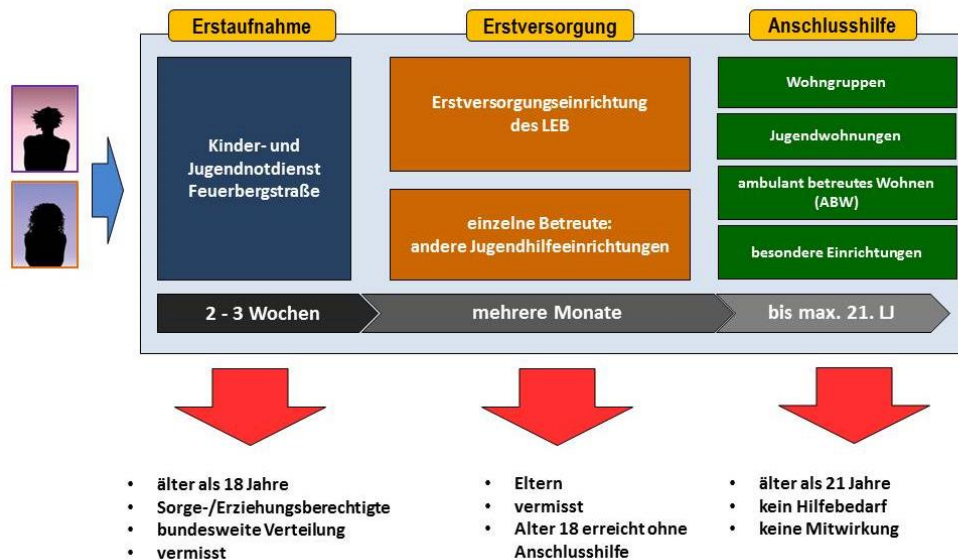 Erstaufnahme
Erstversorgung
Anschlusshilfe
Kinder- und
Jugendnotdienst
Feuerbergstraße
Erstversorgungseinrichtung
des LEB
einzelne Betreute:
andere Jugendhilfeeinrichtungen
Wohngruppen
Jugendwohnungen
ambulant betreutes Wohnen
(ABW)
besondere Einrichtungen
2 - 3 Wochen
mehrere Monate
bis max. 21. LJ
• älter als 18 Jahre
• Sorge-/Erziehungsberechtigte
• bundesweite Verteilung
• vermisst
• Eltern
• vermisst
• Alter 18 erreicht ohne
Anschlusshilfe
• älter als 21 Jahre
• kein Hilfebedarf
• keine Mitwirkung